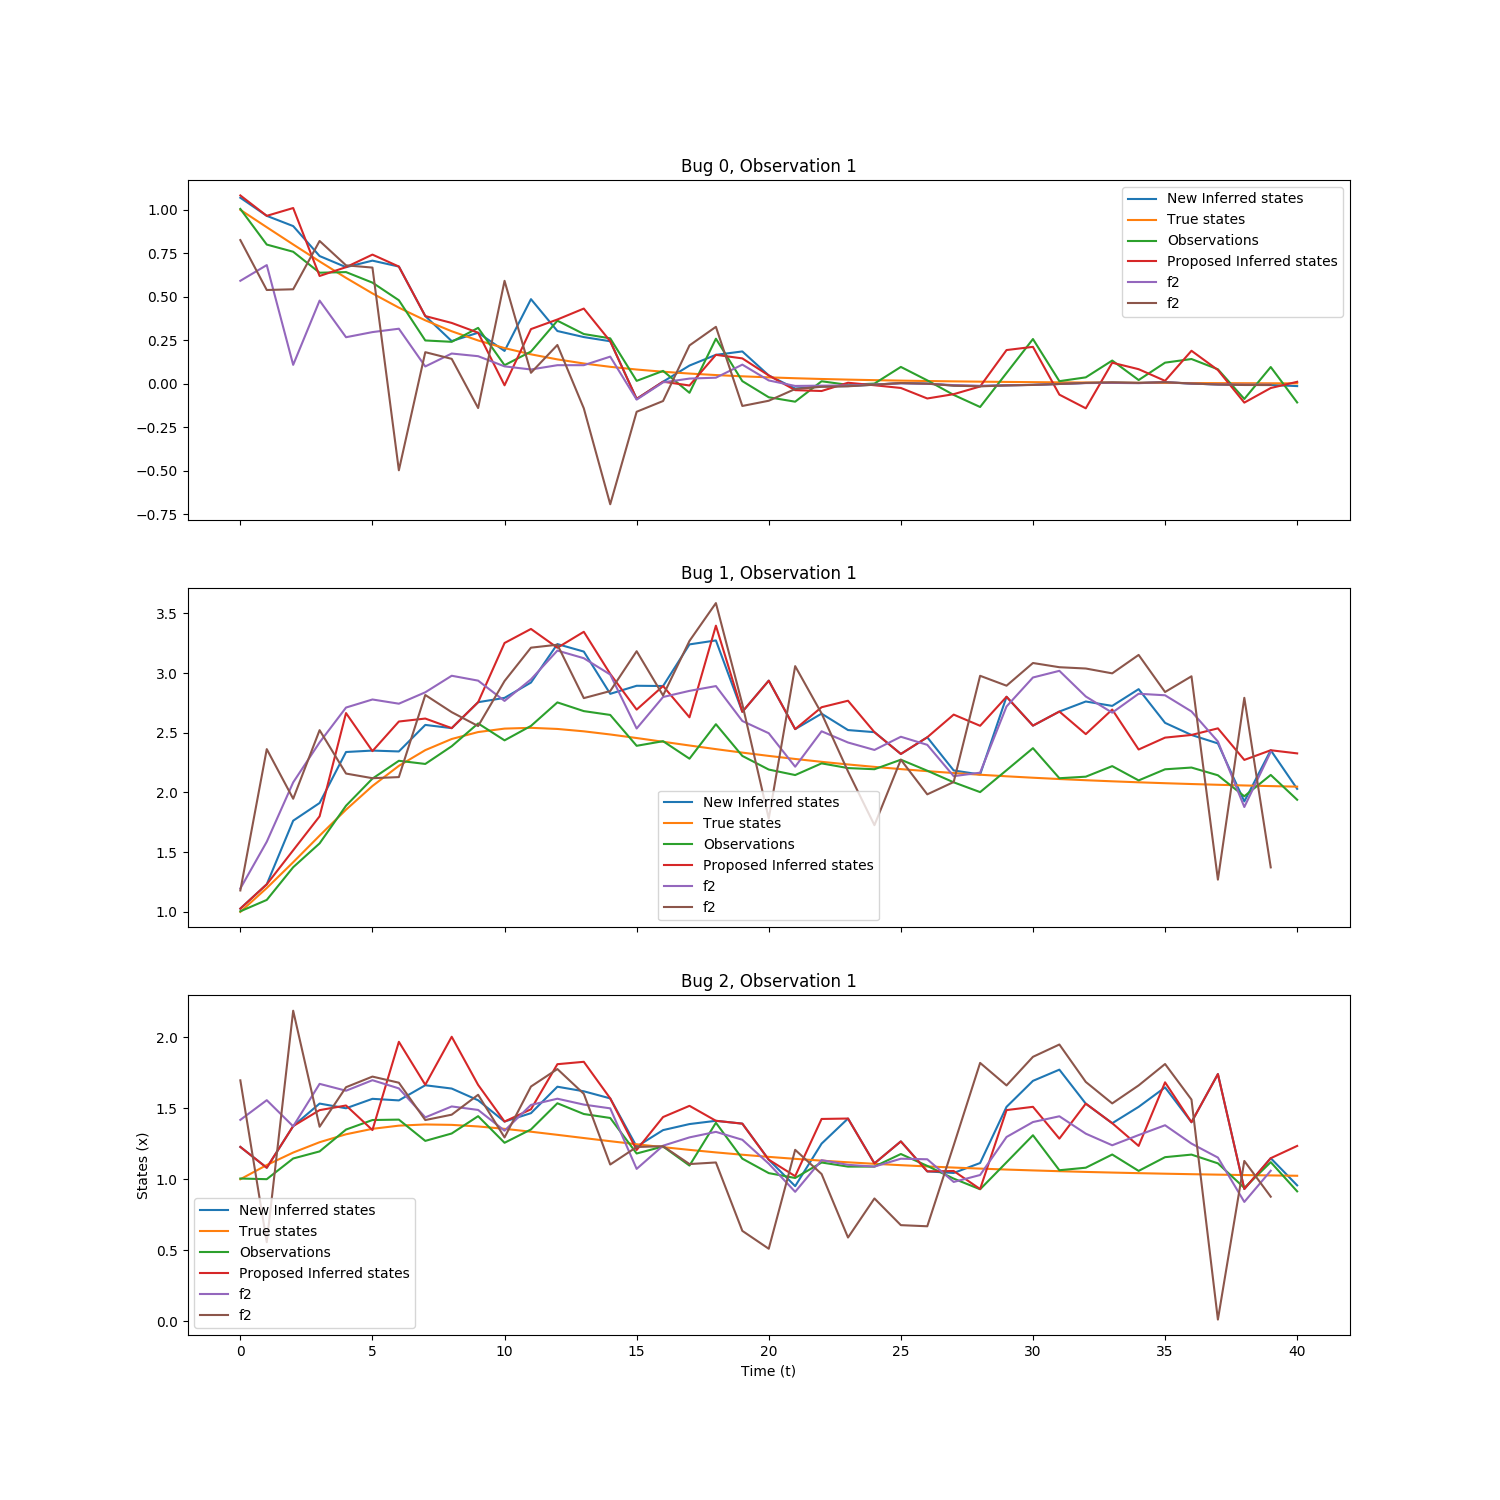 Bug 0, Observation 1
1.00
0.75
0.50
0.25
0.00
−0.25
−0.50
−0.75
New Inferred states
True states
Observations
Proposed Inferred states
f2
f2
Bug 1, Observation 1
3.5
3.0
2.5
2.0
1.5
1.0
New Inferred states
True states
Observations
Proposed Inferred states
f2
f2
Bug 2, Observation 1
States (x)
2.0
1.5
1.0
0.5
0.0
New Inferred states
True states
Observations
Proposed Inferred states
f2
f2
0 5 10 15 20 25 30 35 40
Time (t)